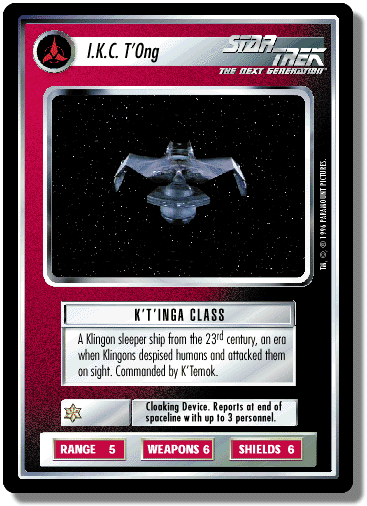 I.K.C. T'Ong
STAR TREK
THE NEXT GENERATION®
TM, ©, ® 1996 PARAMOUNT PICTURES.
K'T'INGA CLASS
A Klingon sleeper ship from the 23rd century, an era
when Klingons despised humans and attacked them
on sight. Commanded by K'Temok.
Cloaking Device. Reports at end of
spaceline with up to 3 personnel.
RANGE 5 WEAPONS 6 SHIELDS 6